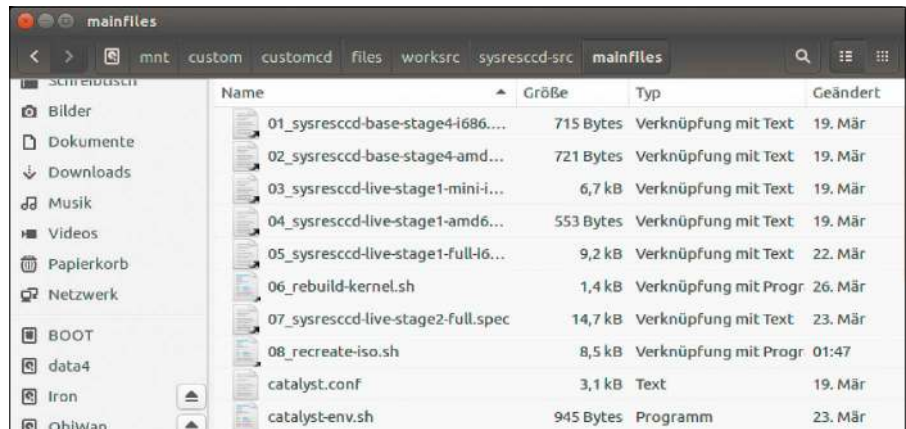 mainfiles
mnt custom customcd files worksrc sysresccd-src mainfiles
Schreibtisch
Bilder
Dokumente
Downloads
Musik
Videos
Papierkorb
Netzwerk
BOOT
data4
Iron
ObiWan
Name Größe Typ Geändert
01_sysresccd-base-stage4-i686.... 715 Bytes Verknüpfung mit Text 19. Mär
02_sysresccd-base-stage4-amd... 721 Bytes Verknüpfung mit Text 19. Mär
03_sysresccd-live-stage1-mini-i... 6,7 kB Verknüpfung mit Text 19. Mär
04_sysresccd-live-stage1-amd6... 553 Bytes Verknüpfung mit Text 19. Mär
05_sysresccd-live-stage1-full-i6... 9,2 kB Verknüpfung mit Text 22. Mär
06_rebuild-kernel.sh 1,4 kB Verknüpfung mit Progr 26. Mär
07_sysresccd-live-stage2-full.spec 14,7 kB Verknüpfung mit Text 23. Mär
08_recreate-iso.sh 8,5 kB Verknüpfung mit Progr 01:47
catalyst.conf 3,1 kB Text 19. Mär
catalyst-env.sh 945 Bytes Programm 23. Mär